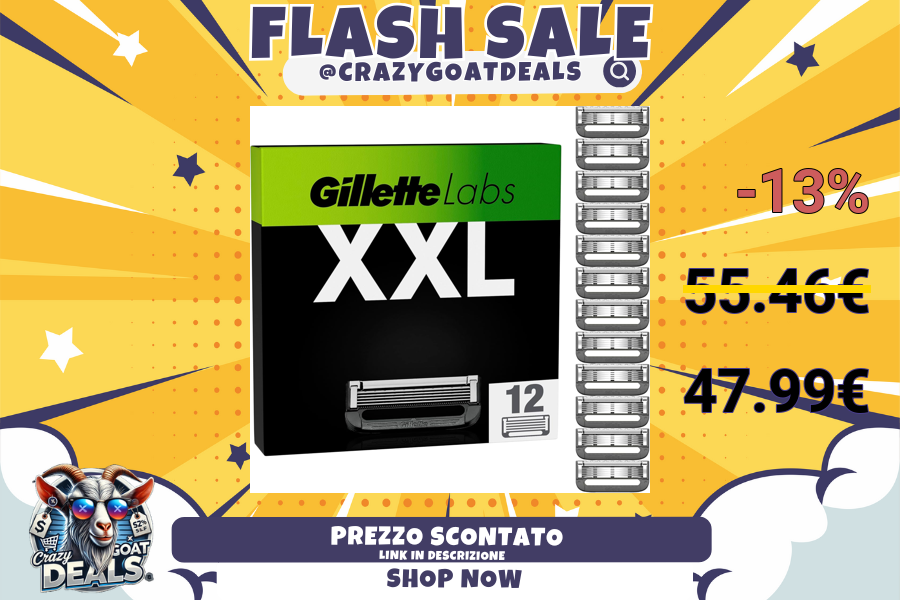 FLASH SALE
@CRAZYGOATDEALS
GilletteLabs
XXL
12
-13%
55.46€
47.99€
$
52%
Crazy
GOAT
DEALS
PREZZO SCONTATO
LINK IN DESCRIZIONE
SHOP NOW